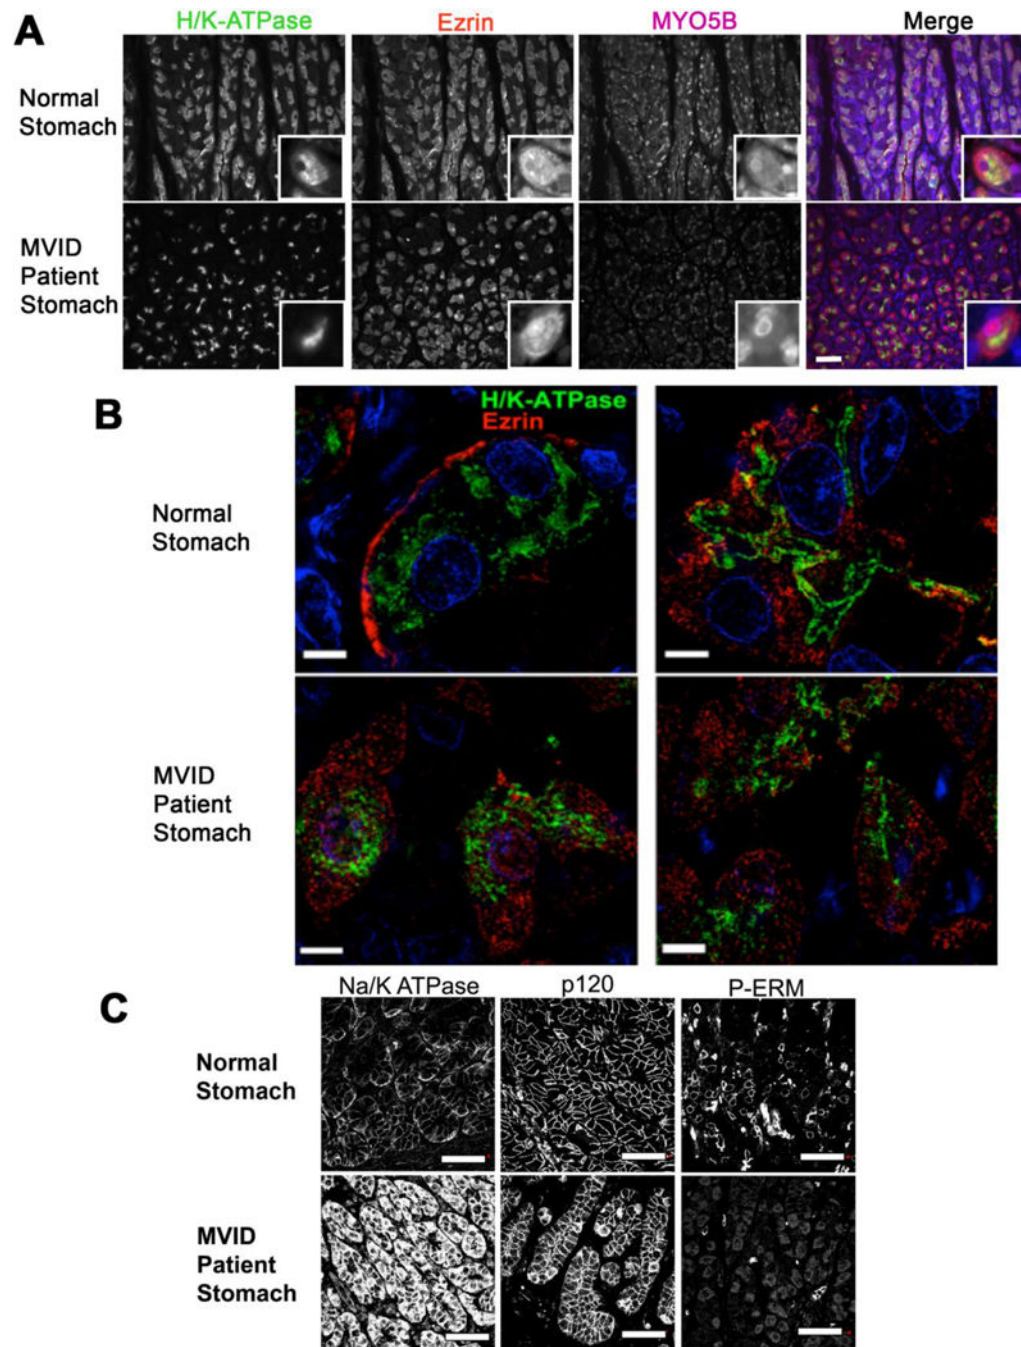 A
H/K-ATPase Ezrin MYO5B Merge
Normal
Stomach
MVID
Patient
Stomach
B
H/K-ATPase
Ezrin
Normal
Stomach
MVID
Patient
Stomach
C
Na/K ATPase p120 P-ERM
Normal
Stomach
MVID
Patient
Stomach